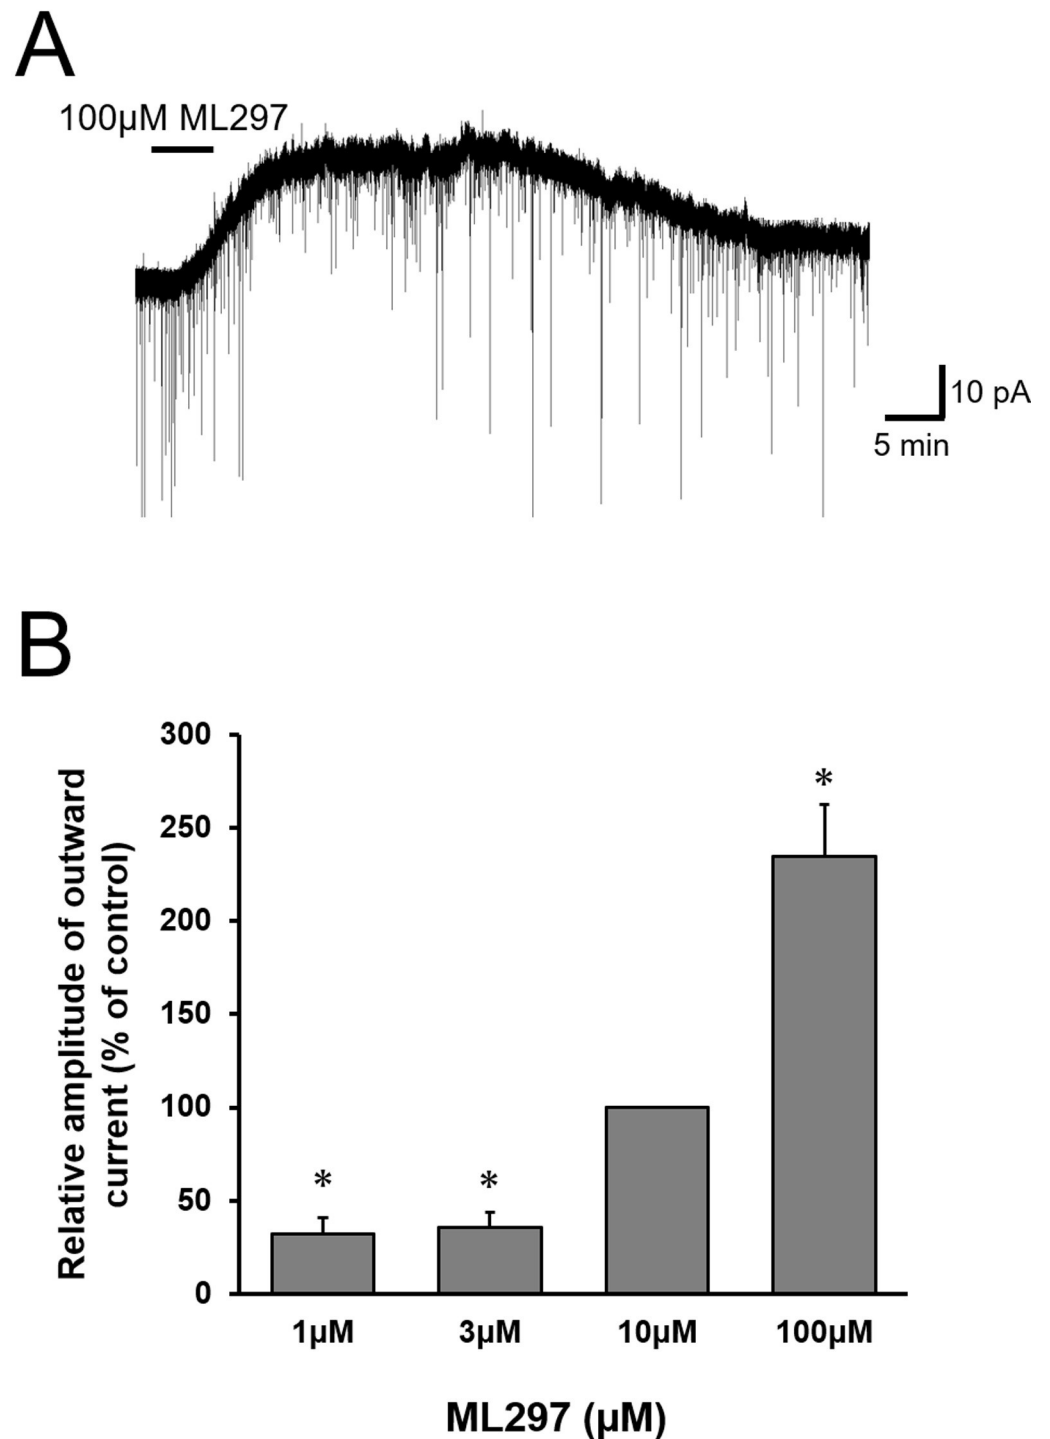 A
100µM ML297
10 pA
5 min
B
300
250
200
150
100
50
0
Relative amplitude of outward
current (% of control)
*
*
*
1µM
3µM
10µM
100µM
ML297 (µM)